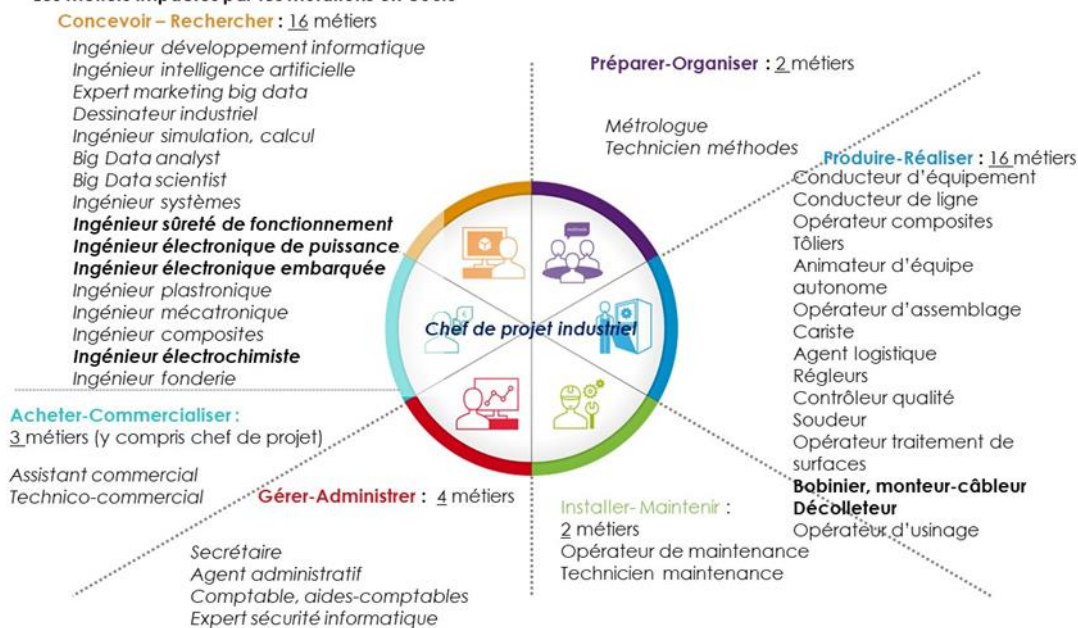 Concevoir – Rechercher : 16 métiers
Ingénieur développement informatique
Ingénieur intelligence artificielle
Expert marketing big data
Dessinateur industriel
Ingénieur simulation, calcul
Big Data analyst
Big Data scientist
Ingénieur systèmes
Ingénieur sûreté de fonctionnement
Ingénieur électronique de puissance
Ingénieur électronique embarquée
Ingénieur plastronique
Ingénieur mécatronique
Ingénieur composites
Ingénieur électrochimiste
Ingénieur fonderie
Préparer-Organiser : 2 métiers
Métrologue
Technicien méthodes
Produire-Réaliser : 16 métiers
Conducteur d'équipement
Conducteur de ligne
Opérateur composites
Tôliers
Animateur d'équipe
autonome
Opérateur d'assemblage
Cariste
Agent logistique
Régleurs
Contrôleur qualité
Soudeur
Opérateur traitement de
surfaces
Bobinier, monteur-câbleur
Décolleteur
Opérateur d'usinage
Chef de projet industriel
Acheter-Commercialiser :
3 métiers (y compris chef de projet)
Assistant commercial
Technico-commercial
Gérer-Administrer : 4 métiers
Secrétaire
Agent administratif
Comptable, aides-comptables
Expert sécurité informatique
Installer- Maintenir :
2 métiers
Opérateur de maintenance
Technicien maintenance